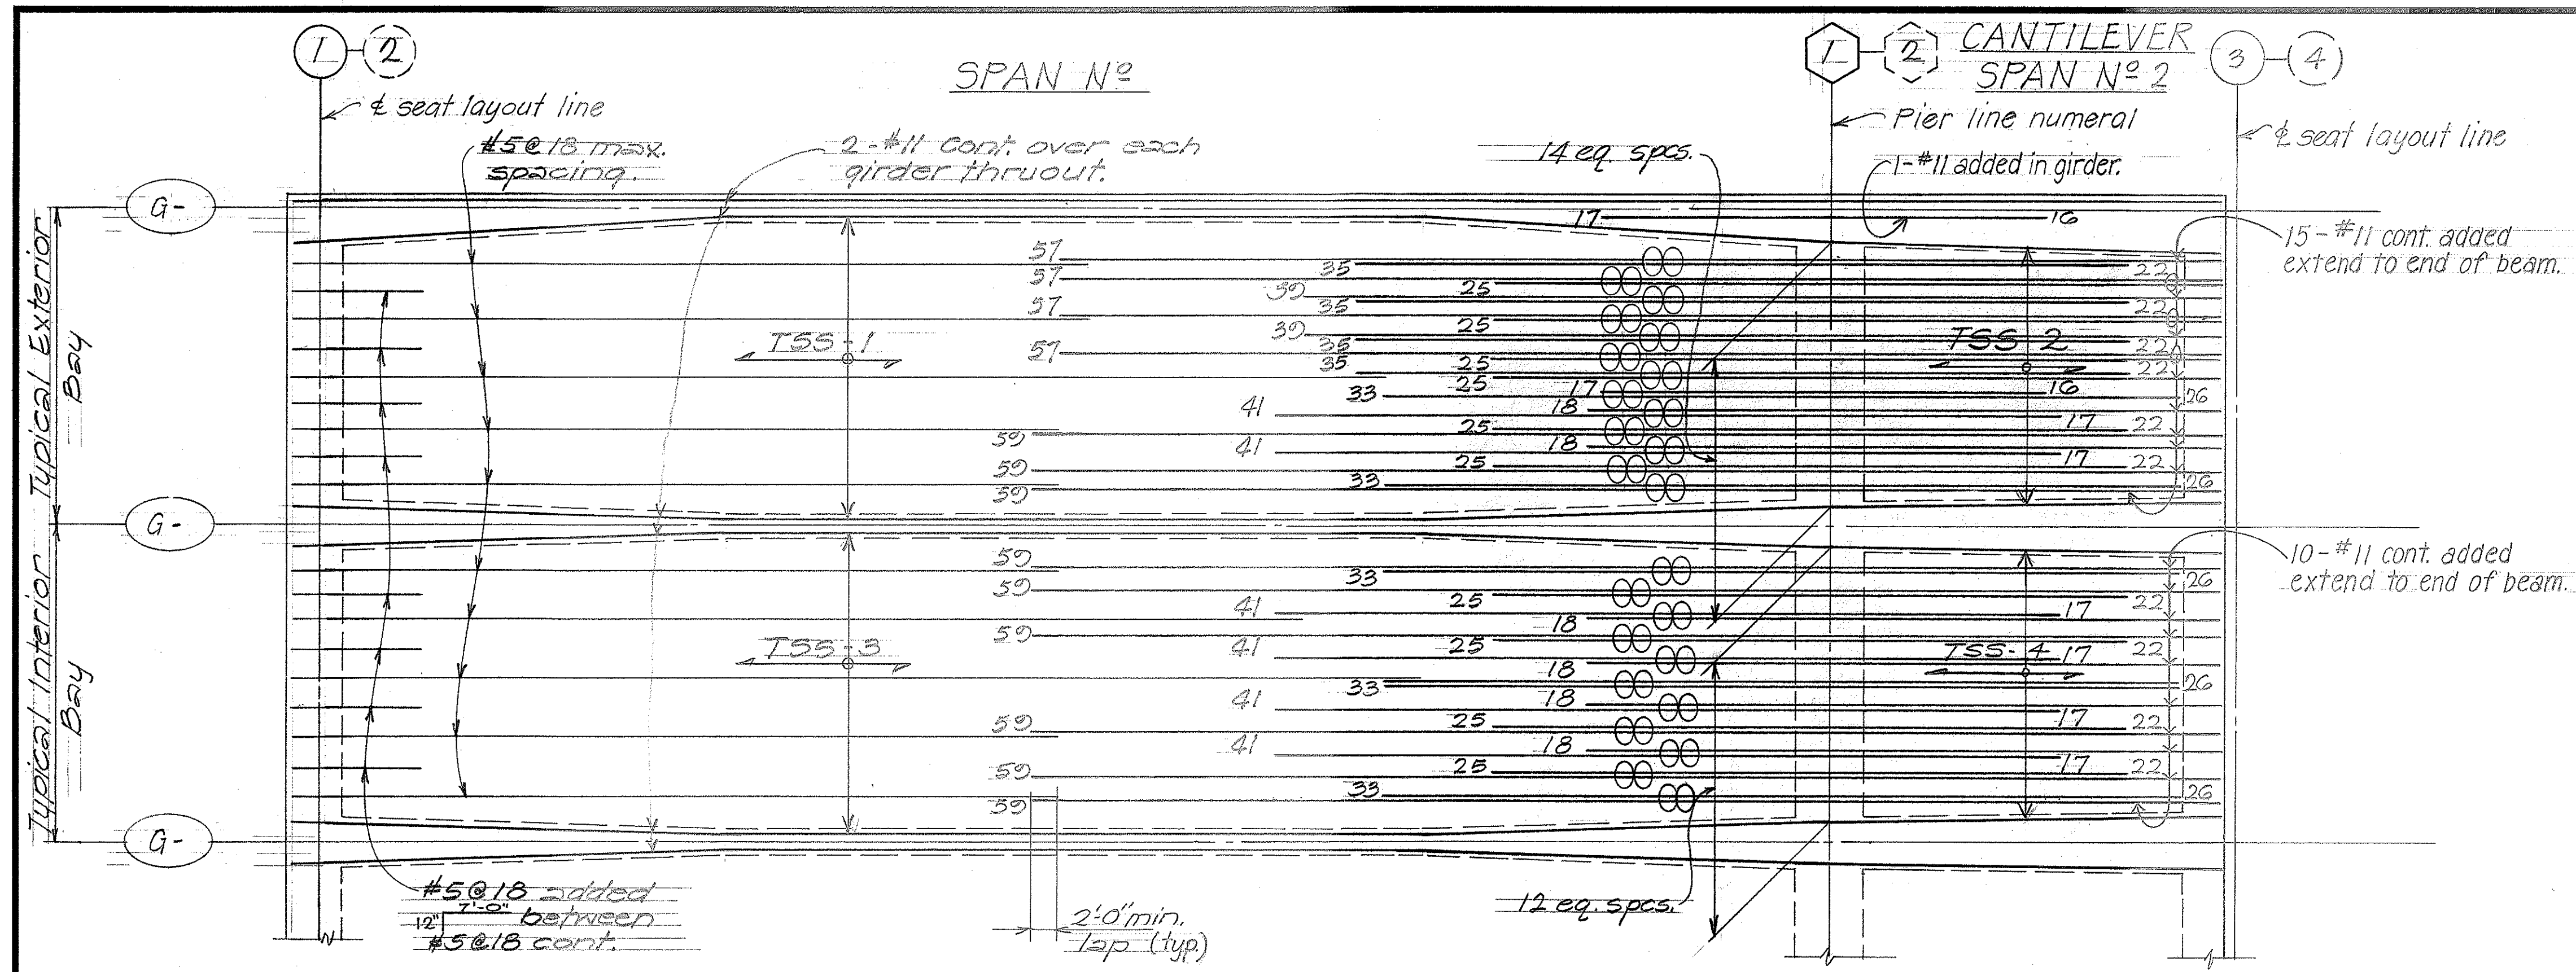 1 2
SPAN Nº
1 2
CANTILEVER
SPAN Nº 2
3 4
℄ seat layout line
Pier line numeral
℄ seat layout line
#5@18 max.
spacing.
2-#11 cont. over each
girder thruout.
14 eq. spcs.
1-#11 added in girder.
G-
17 16
15-#11 cont. added
extend to end of beam.
Typical Exterior
Bay
57
35 22
57
39 25
57 35 22
39 25
35 22
TSS-1
57
TSS-2
25
35 22
25 17 16
33 26
41 18 17
59 25 22
41 18 17
59 25 22
33 26
59
G-
Typical Interior
Bay
59
33 26
59
25 22
41 17
18
59 25 22
41
TSS-3
TSS-4 17
18
33 26
41 18 17
59 25 22
41 18 17
59 25 22
33 26
59
10-#11 cont. added
extend to end of beam.
G-
#5@18 added
12" 7'-0" between
#5@18 cont.
2'-0" min.
lap (typ.)
12 eq. spcs.